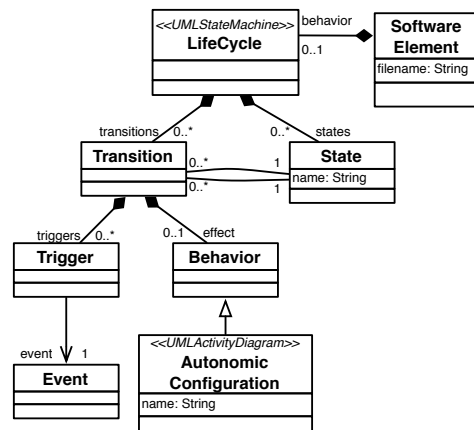 <<UMLStateMachine>>
LifeCycle
behavior
0..1
Software
Element
filename: String
transitions
0..*
0..*
states
Transition
0..*
1
0..*
1
State
name: String
triggers
0..*
0..1
effect
Trigger
Behavior
event
1
Event
<<UMLActivityDiagram>>
Autonomic
Configuration
name: String